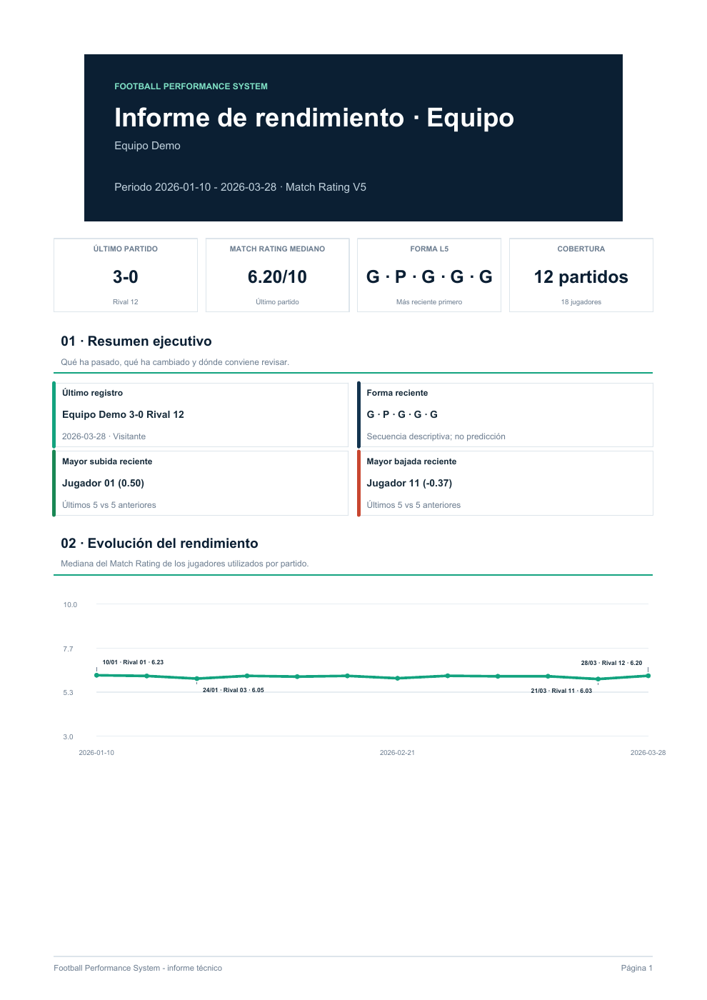 FOOTBALL PERFORMANCE SYSTEM
Informe de rendimiento · Equipo
Equipo Demo
Periodo 2026-01-10 - 2026-03-28 · Match Rating V5
ÚLTIMO PARTIDO
3-0
Rival 12
MATCH RATING MEDIANO
6.20/10
Último partido
FORMA L5
G · P · G · G · G
Más reciente primero
COBERTURA
12 partidos
18 jugadores
01 · Resumen ejecutivo
Qué ha pasado, qué ha cambiado y dónde conviene revisar.
Último registro
Equipo Demo 3-0 Rival 12
2026-03-28 · Visitante
Forma reciente
G · P · G · G · G
Secuencia descriptiva; no predicción
Mayor subida reciente
Jugador 01 (0.50)
Últimos 5 vs 5 anteriores
Mayor bajada reciente
Jugador 11 (-0.37)
Últimos 5 vs 5 anteriores
02 · Evolución del rendimiento
Mediana del Match Rating de los jugadores utilizados por partido.
10.0
7.7
10/01 · Rival 01 · 6.23
28/03 · Rival 12 · 6.20
24/01 · Rival 03 · 6.05
21/03 · Rival 11 · 6.03
5.3
3.0
2026-01-10
2026-02-21
2026-03-28
Football Performance System - informe técnico
Página 1